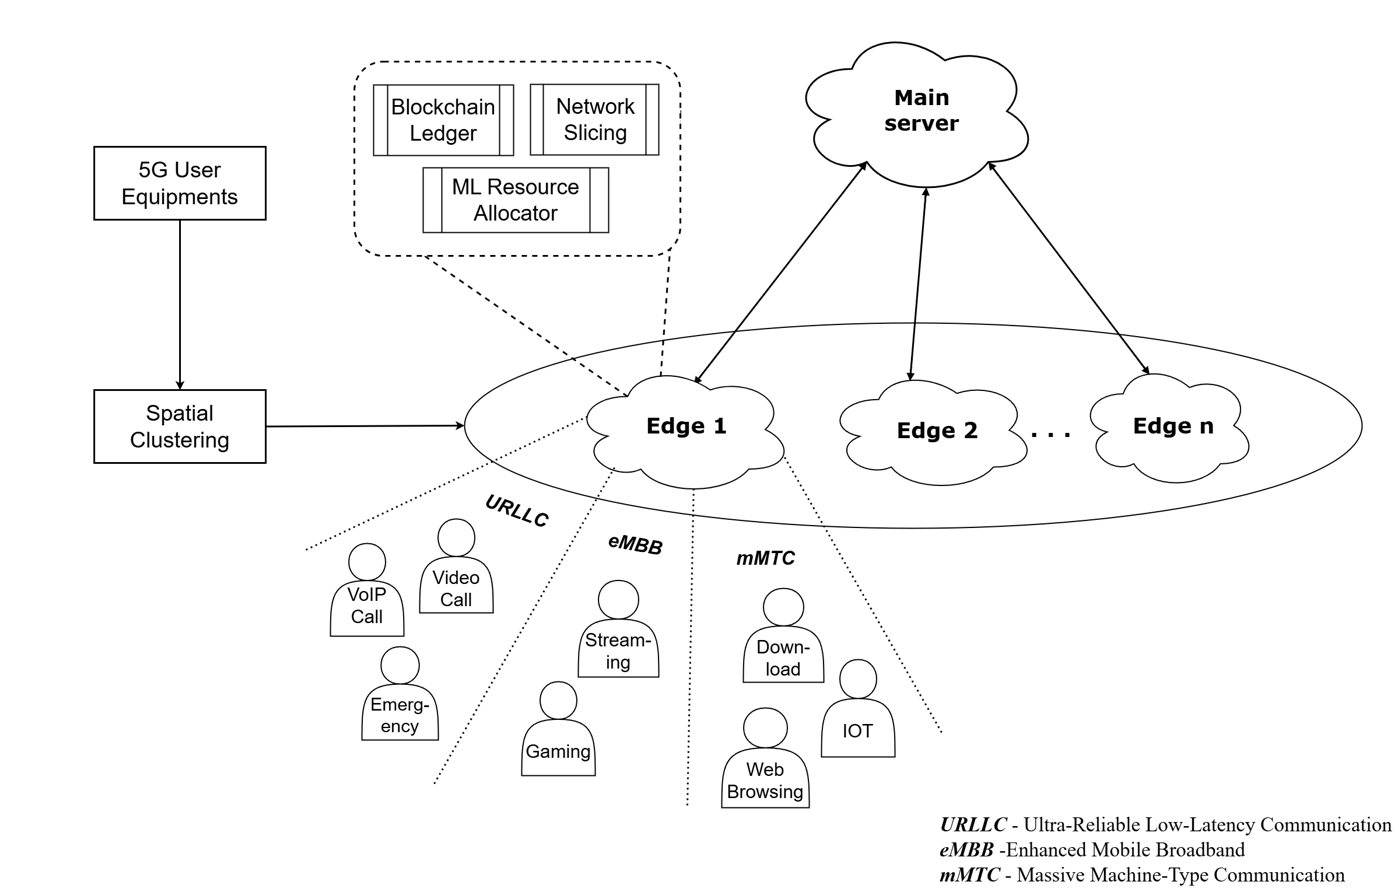 Main
server
Blockchain
Ledger
Network
Slicing
ML Resource
Allocator
5G User
Equipments
Spatial
Clustering
Edge 1
Edge 2
. . .
Edge n
URLLC
eMBB
mMTC
VoIP
Call
Video
Call
Emerg-
ency
Stream-
ing
Gaming
Down-
load
IOT
Web
Browsing
URLLC - Ultra-Reliable Low-Latency Communication
eMBB -Enhanced Mobile Broadband
mMTC - Massive Machine-Type Communication